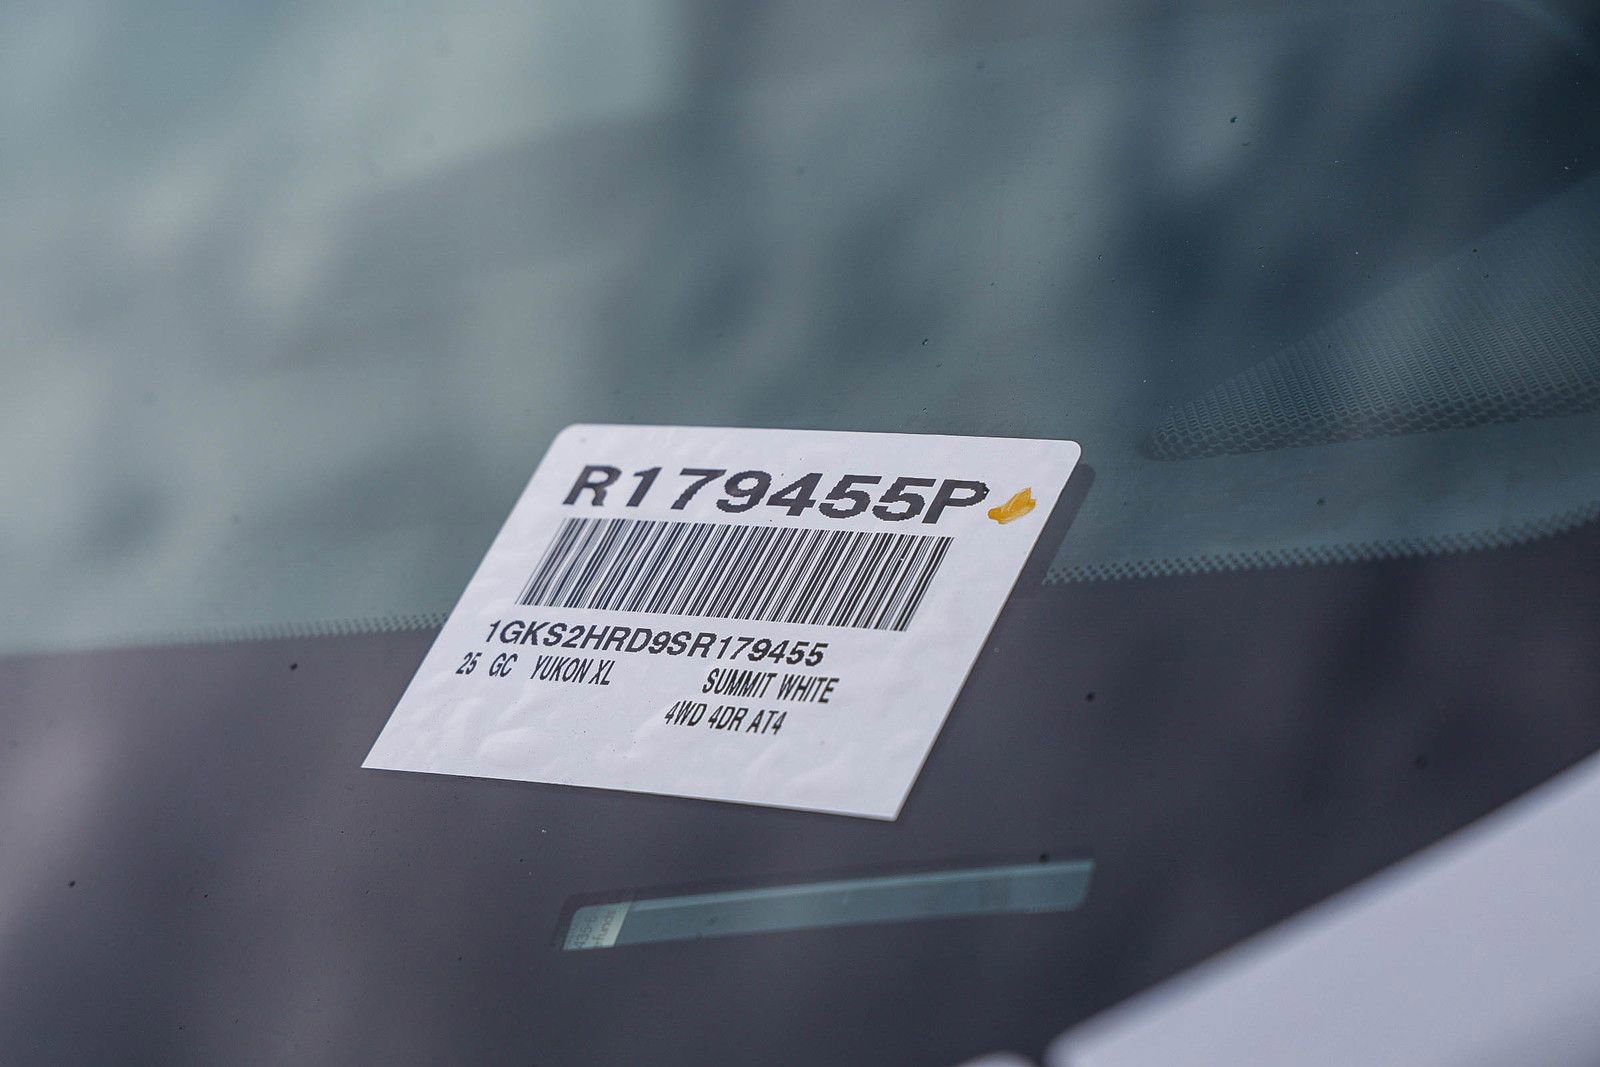 R179455P
1GKS2HRD9SR179455
25 GC YUKON XL SUMMIT WHITE
4WD 4DR AT4